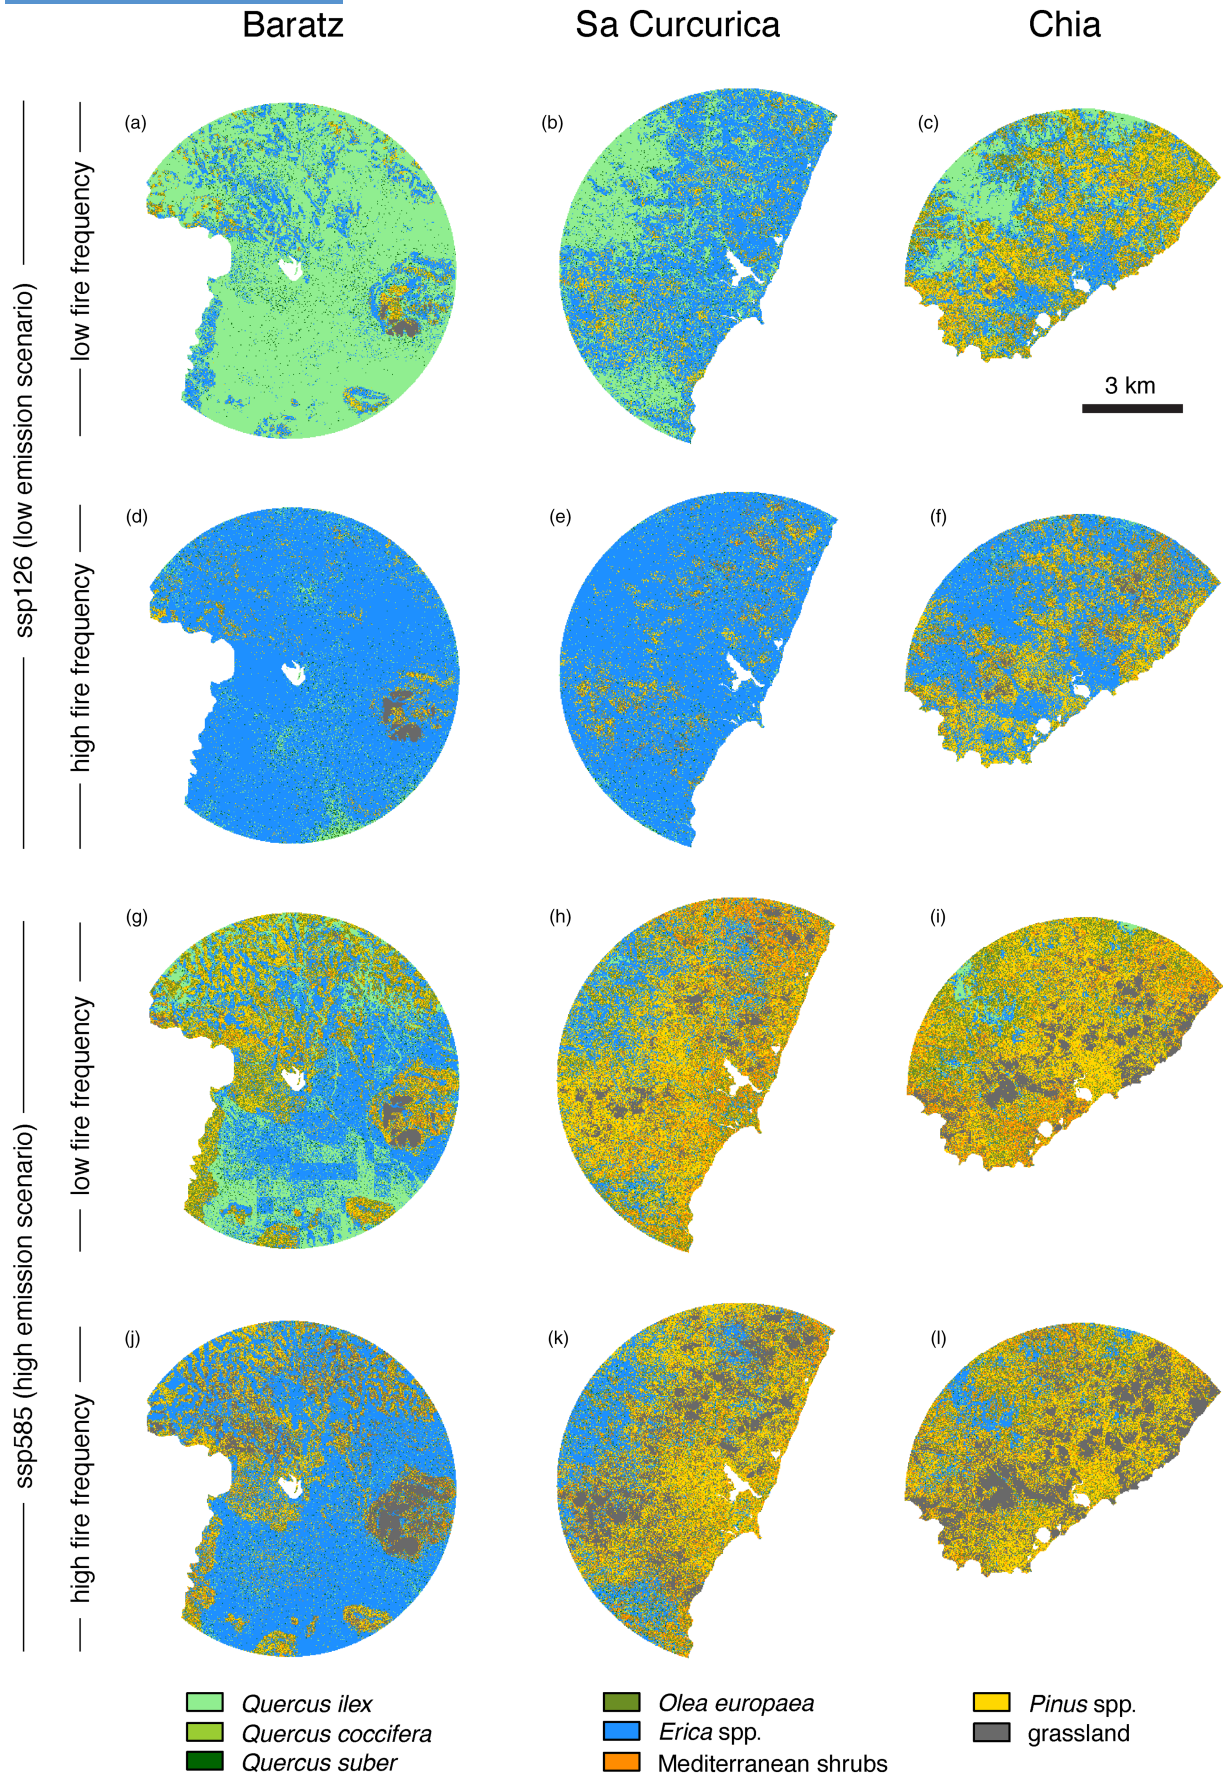 Baratz
Sa Curcurica
Chia
(a)
(b)
(c)
low fire frequency
3 km
ssp126 (low emission scenario)
(d)
(e)
(f)
high fire frequency
(g)
(h)
(i)
low fire frequency
ssp585 (high emission scenario)
(j)
(k)
(l)
high fire frequency
Quercus ilex
Olea europaea
Pinus spp.
Quercus coccifera
Erica spp.
grassland
Quercus suber
Mediterranean shrubs